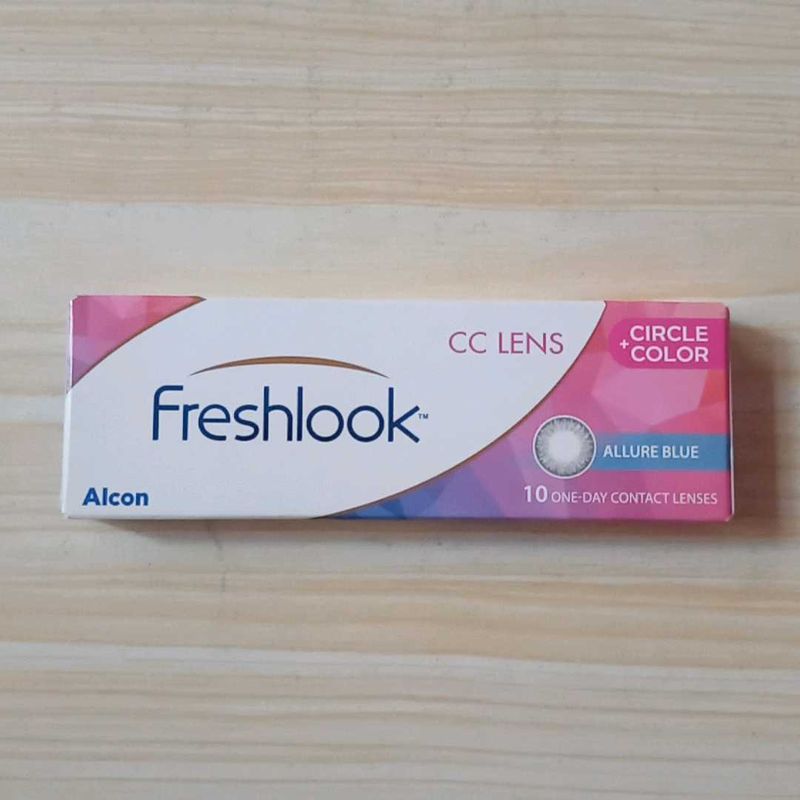 CC LENS
CIRCLE
+COLOR
Freshlook™
ALLURE BLUE
Alcon
10 ONE-DAY CONTACT LENSES